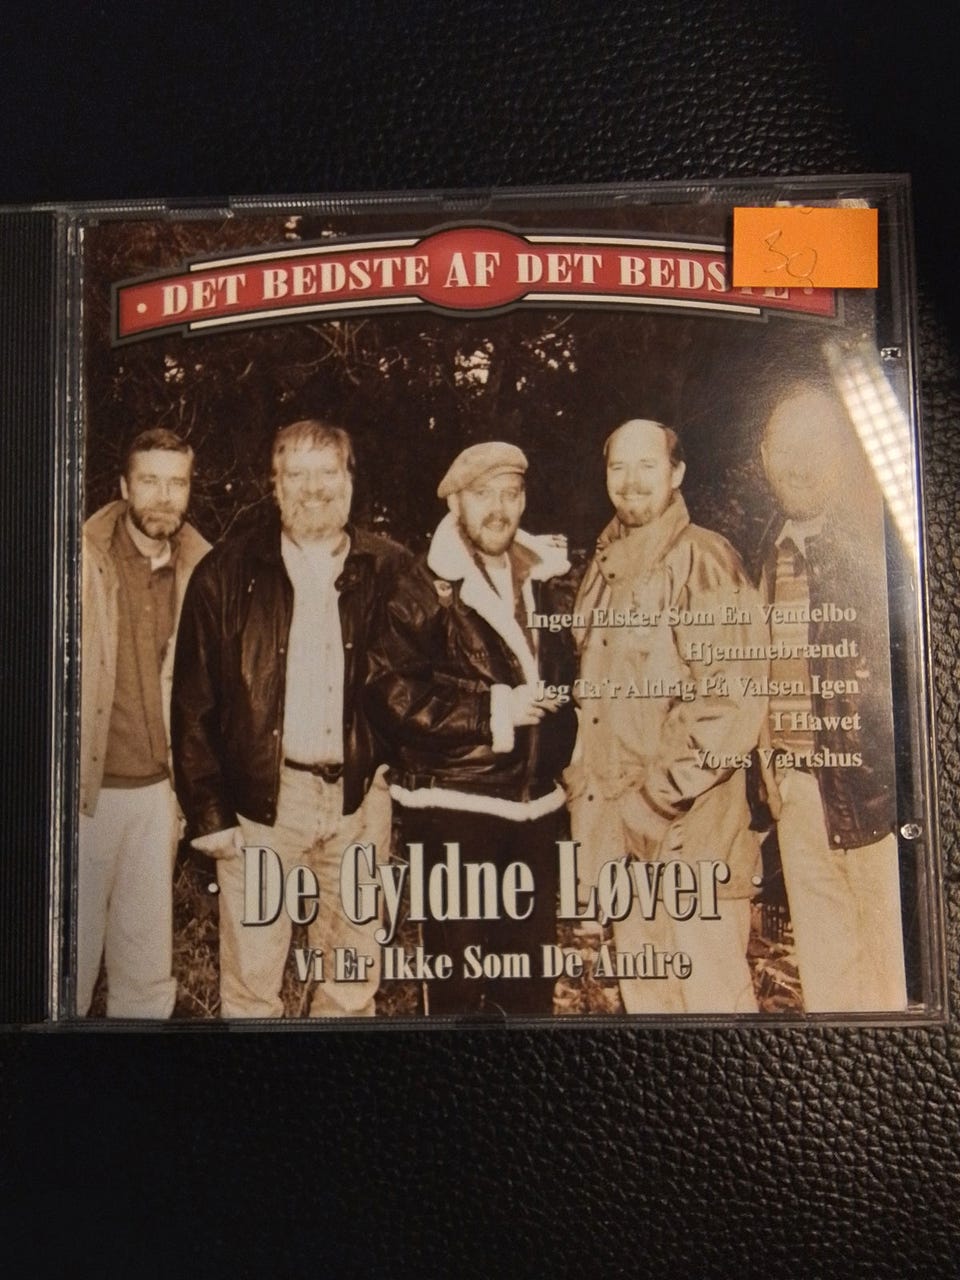 · DET BEDSTE AF DET BEDSTE ·
30
Ingen Elsker Som En Vendelbo
Hjemmebrændt
Jeg Ta'r Aldrig På Valsen Igen
I Hawet
Vores Værtshus
· De Gyldne Løver ·
Vi Er Ikke Som De Andre